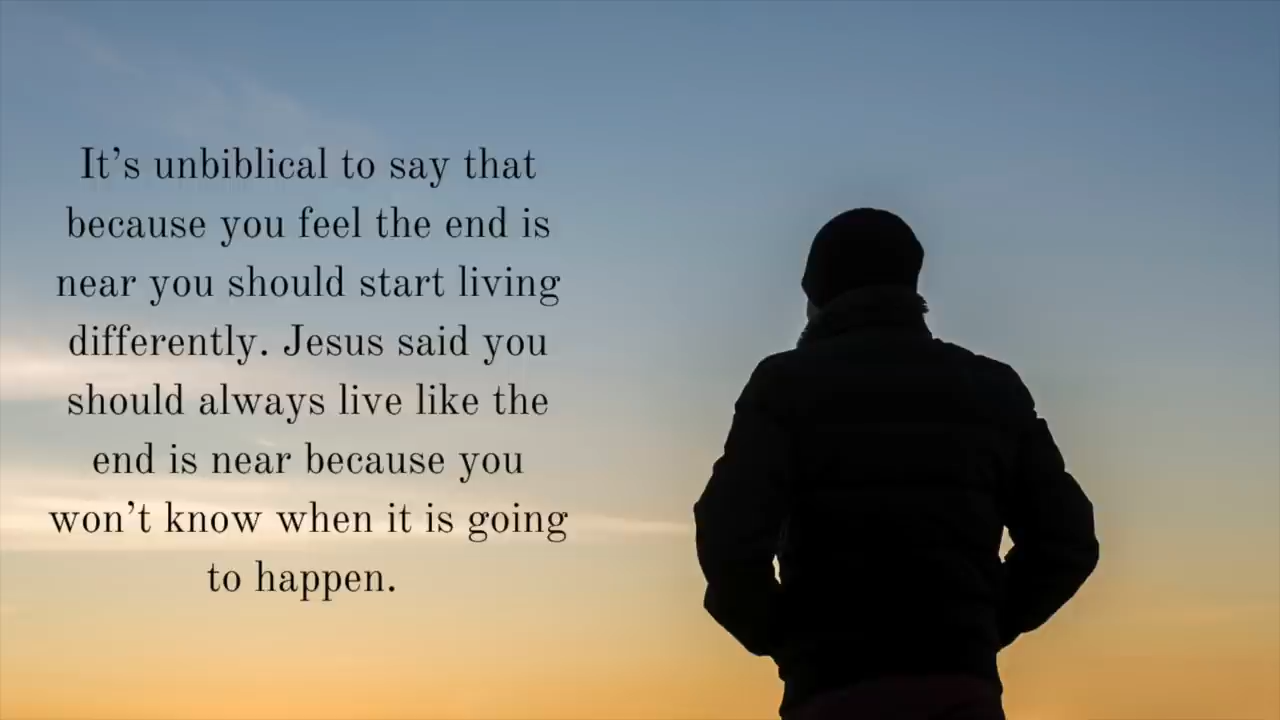 It’s unbiblical to say that
because you feel the end is
near you should start living
differently. Jesus said you
should always live like the
end is near because you
won’t know when it is going
to happen.